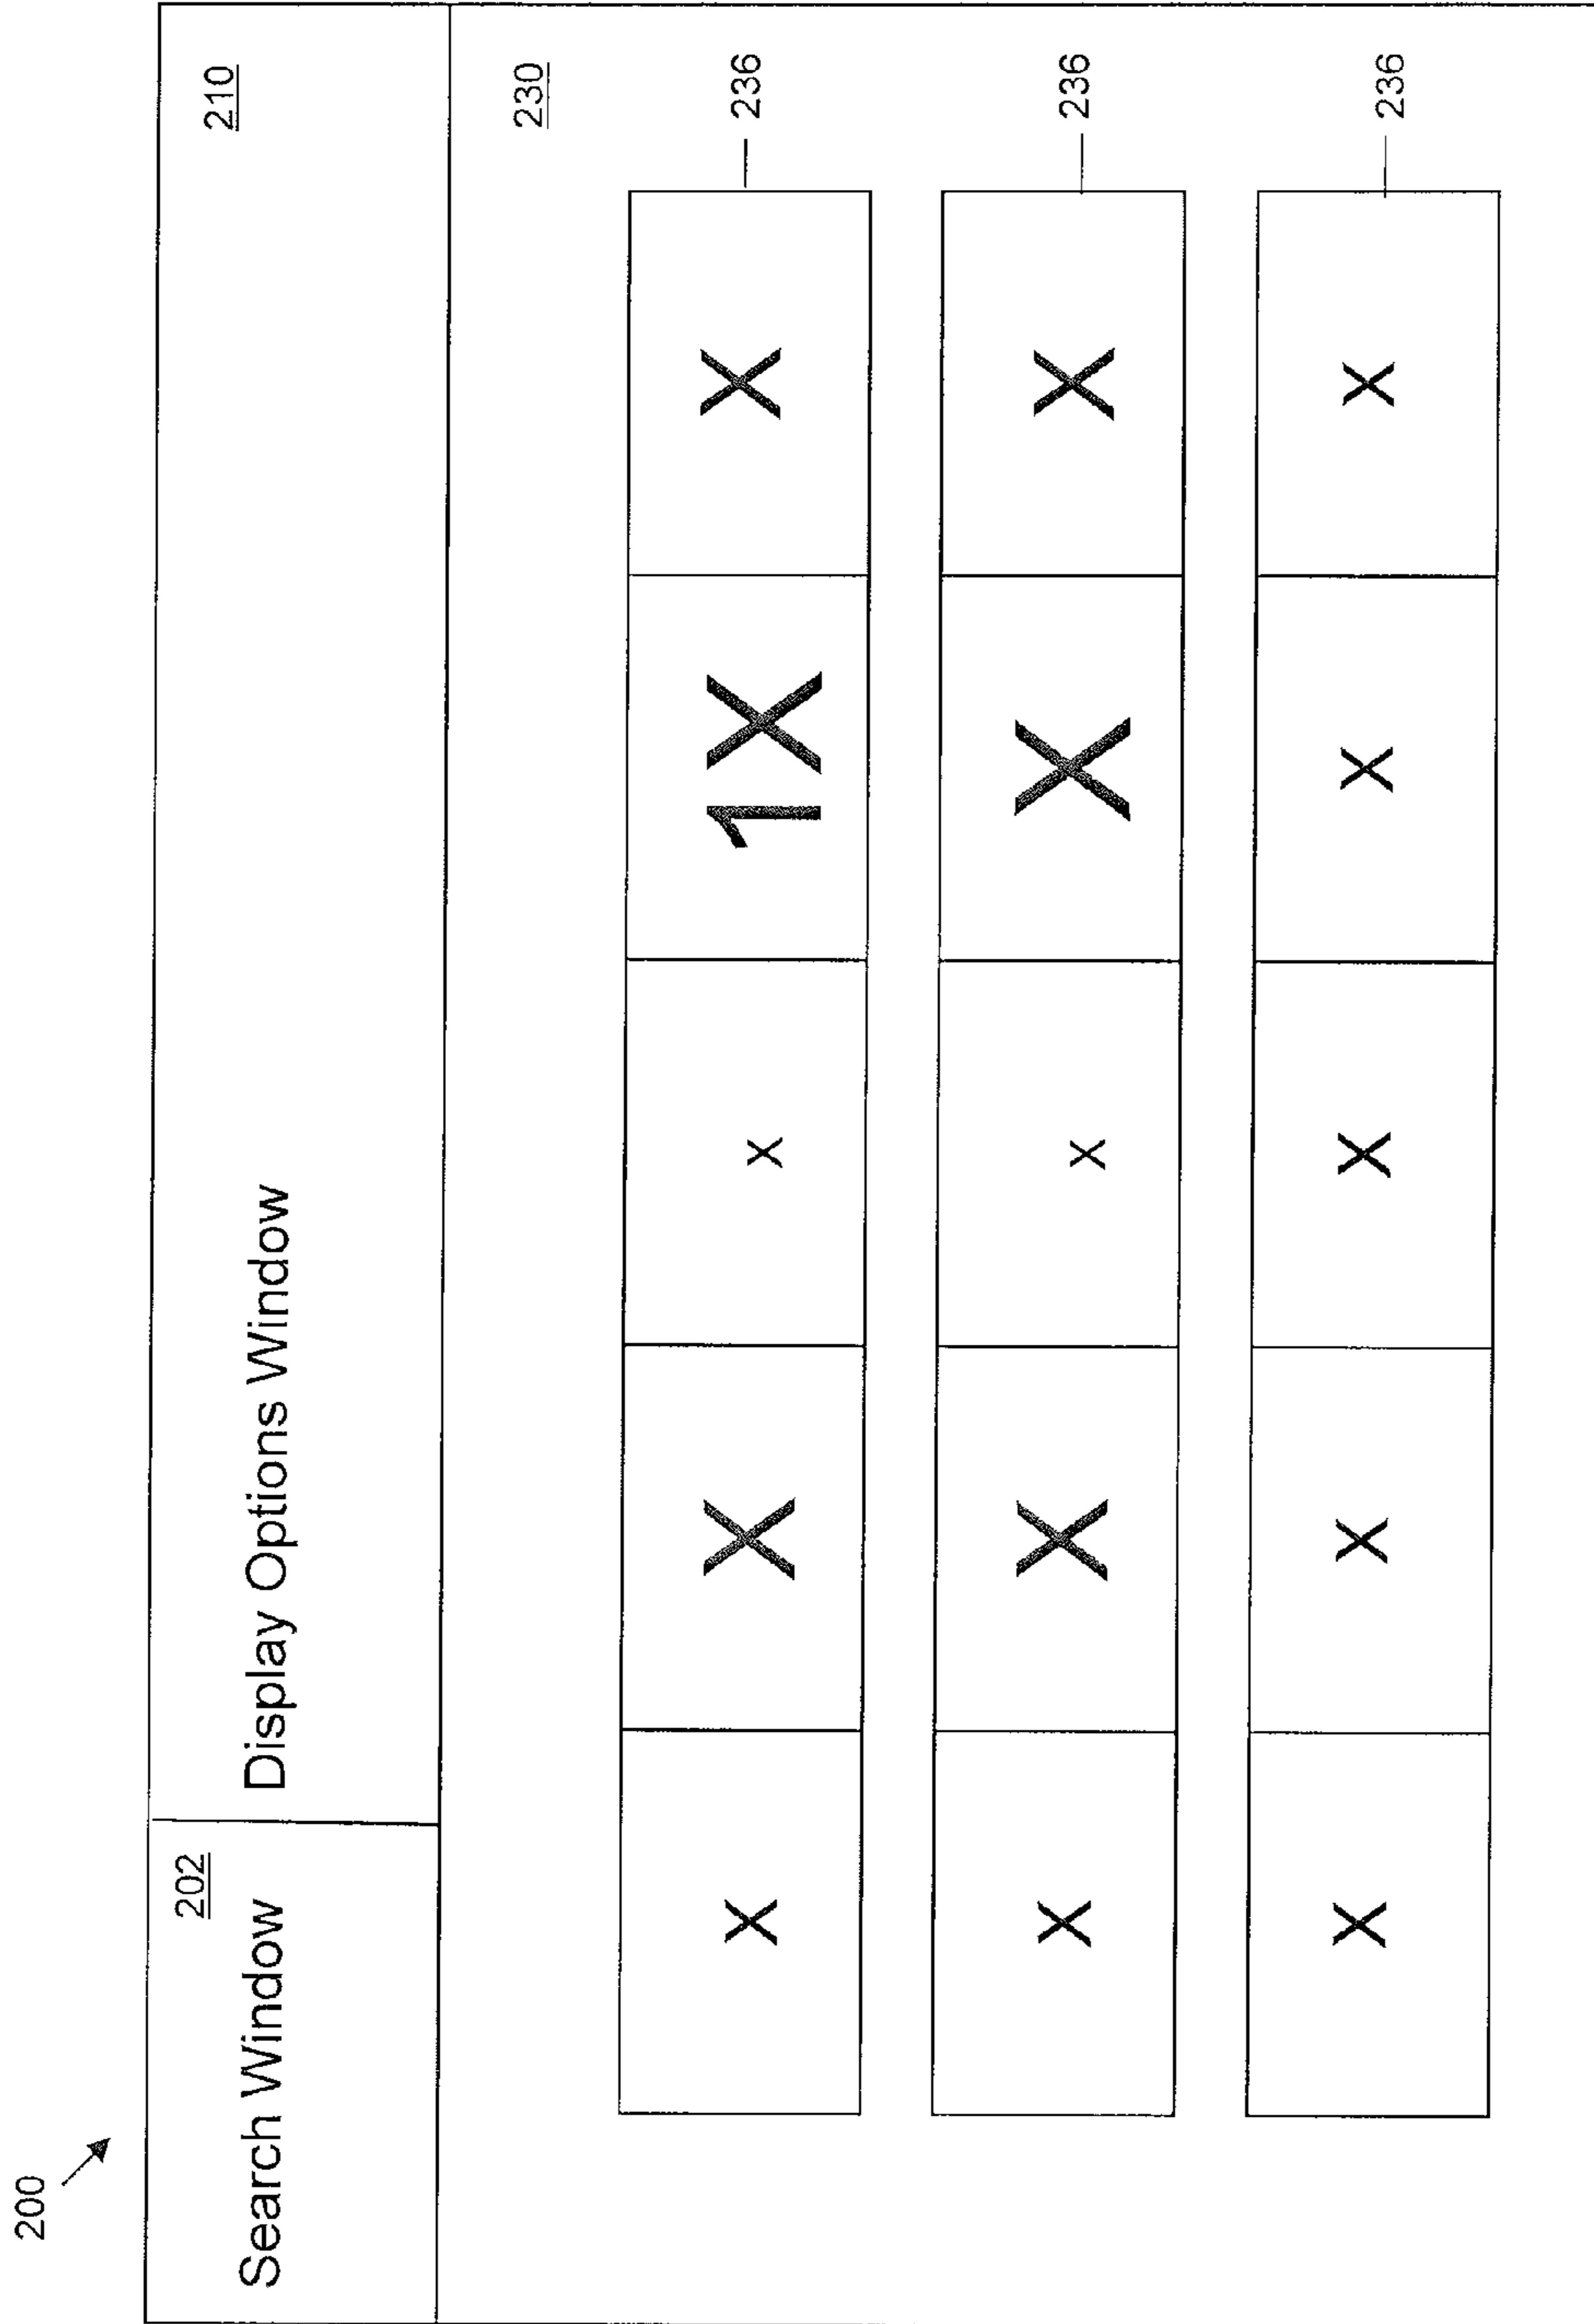 200
202
210
Search Window
Display Options Window
230
X X x 1X X 236
X X x X X 236
X X X X X 236